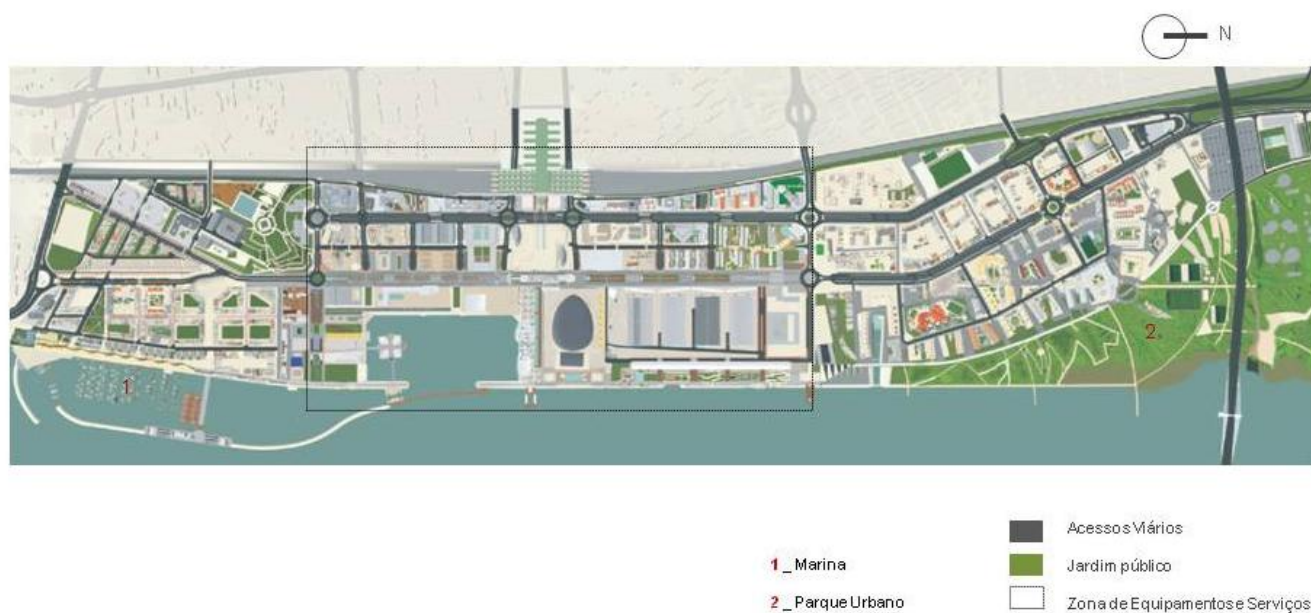 N
1
2.
1 _ Marina
2 _ Parque Urbano
Acessos Viários
Jardim público
Zona de Equipamentos e Serviços